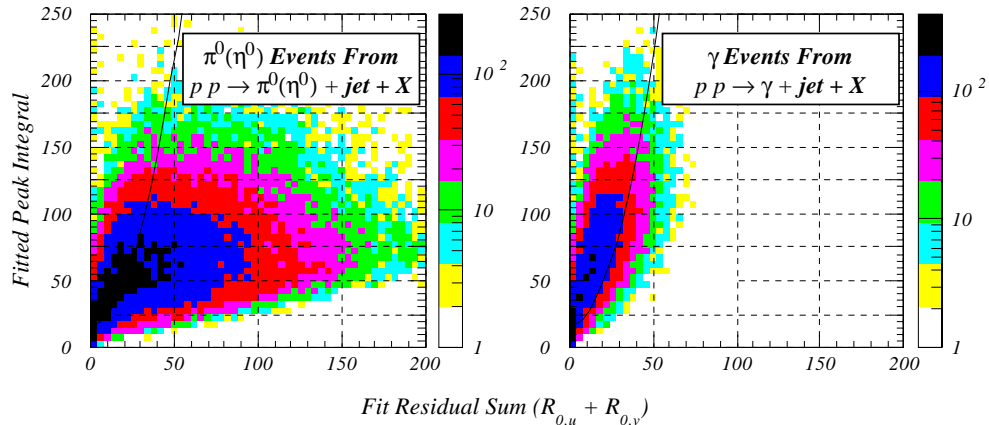 Fitted Peak Integral
250
200
150
100
50
0
π⁰(η⁰) Events From
p p → π⁰(η⁰) + jet + X
0 50 100 150 200
10²
10
1
250
200
150
100
50
0
γ Events From
p p → γ + jet + X
0 50 100 150 200
10²
10
1
Fit Residual Sum (R₀,ᵤ + R₀,ᵥ)